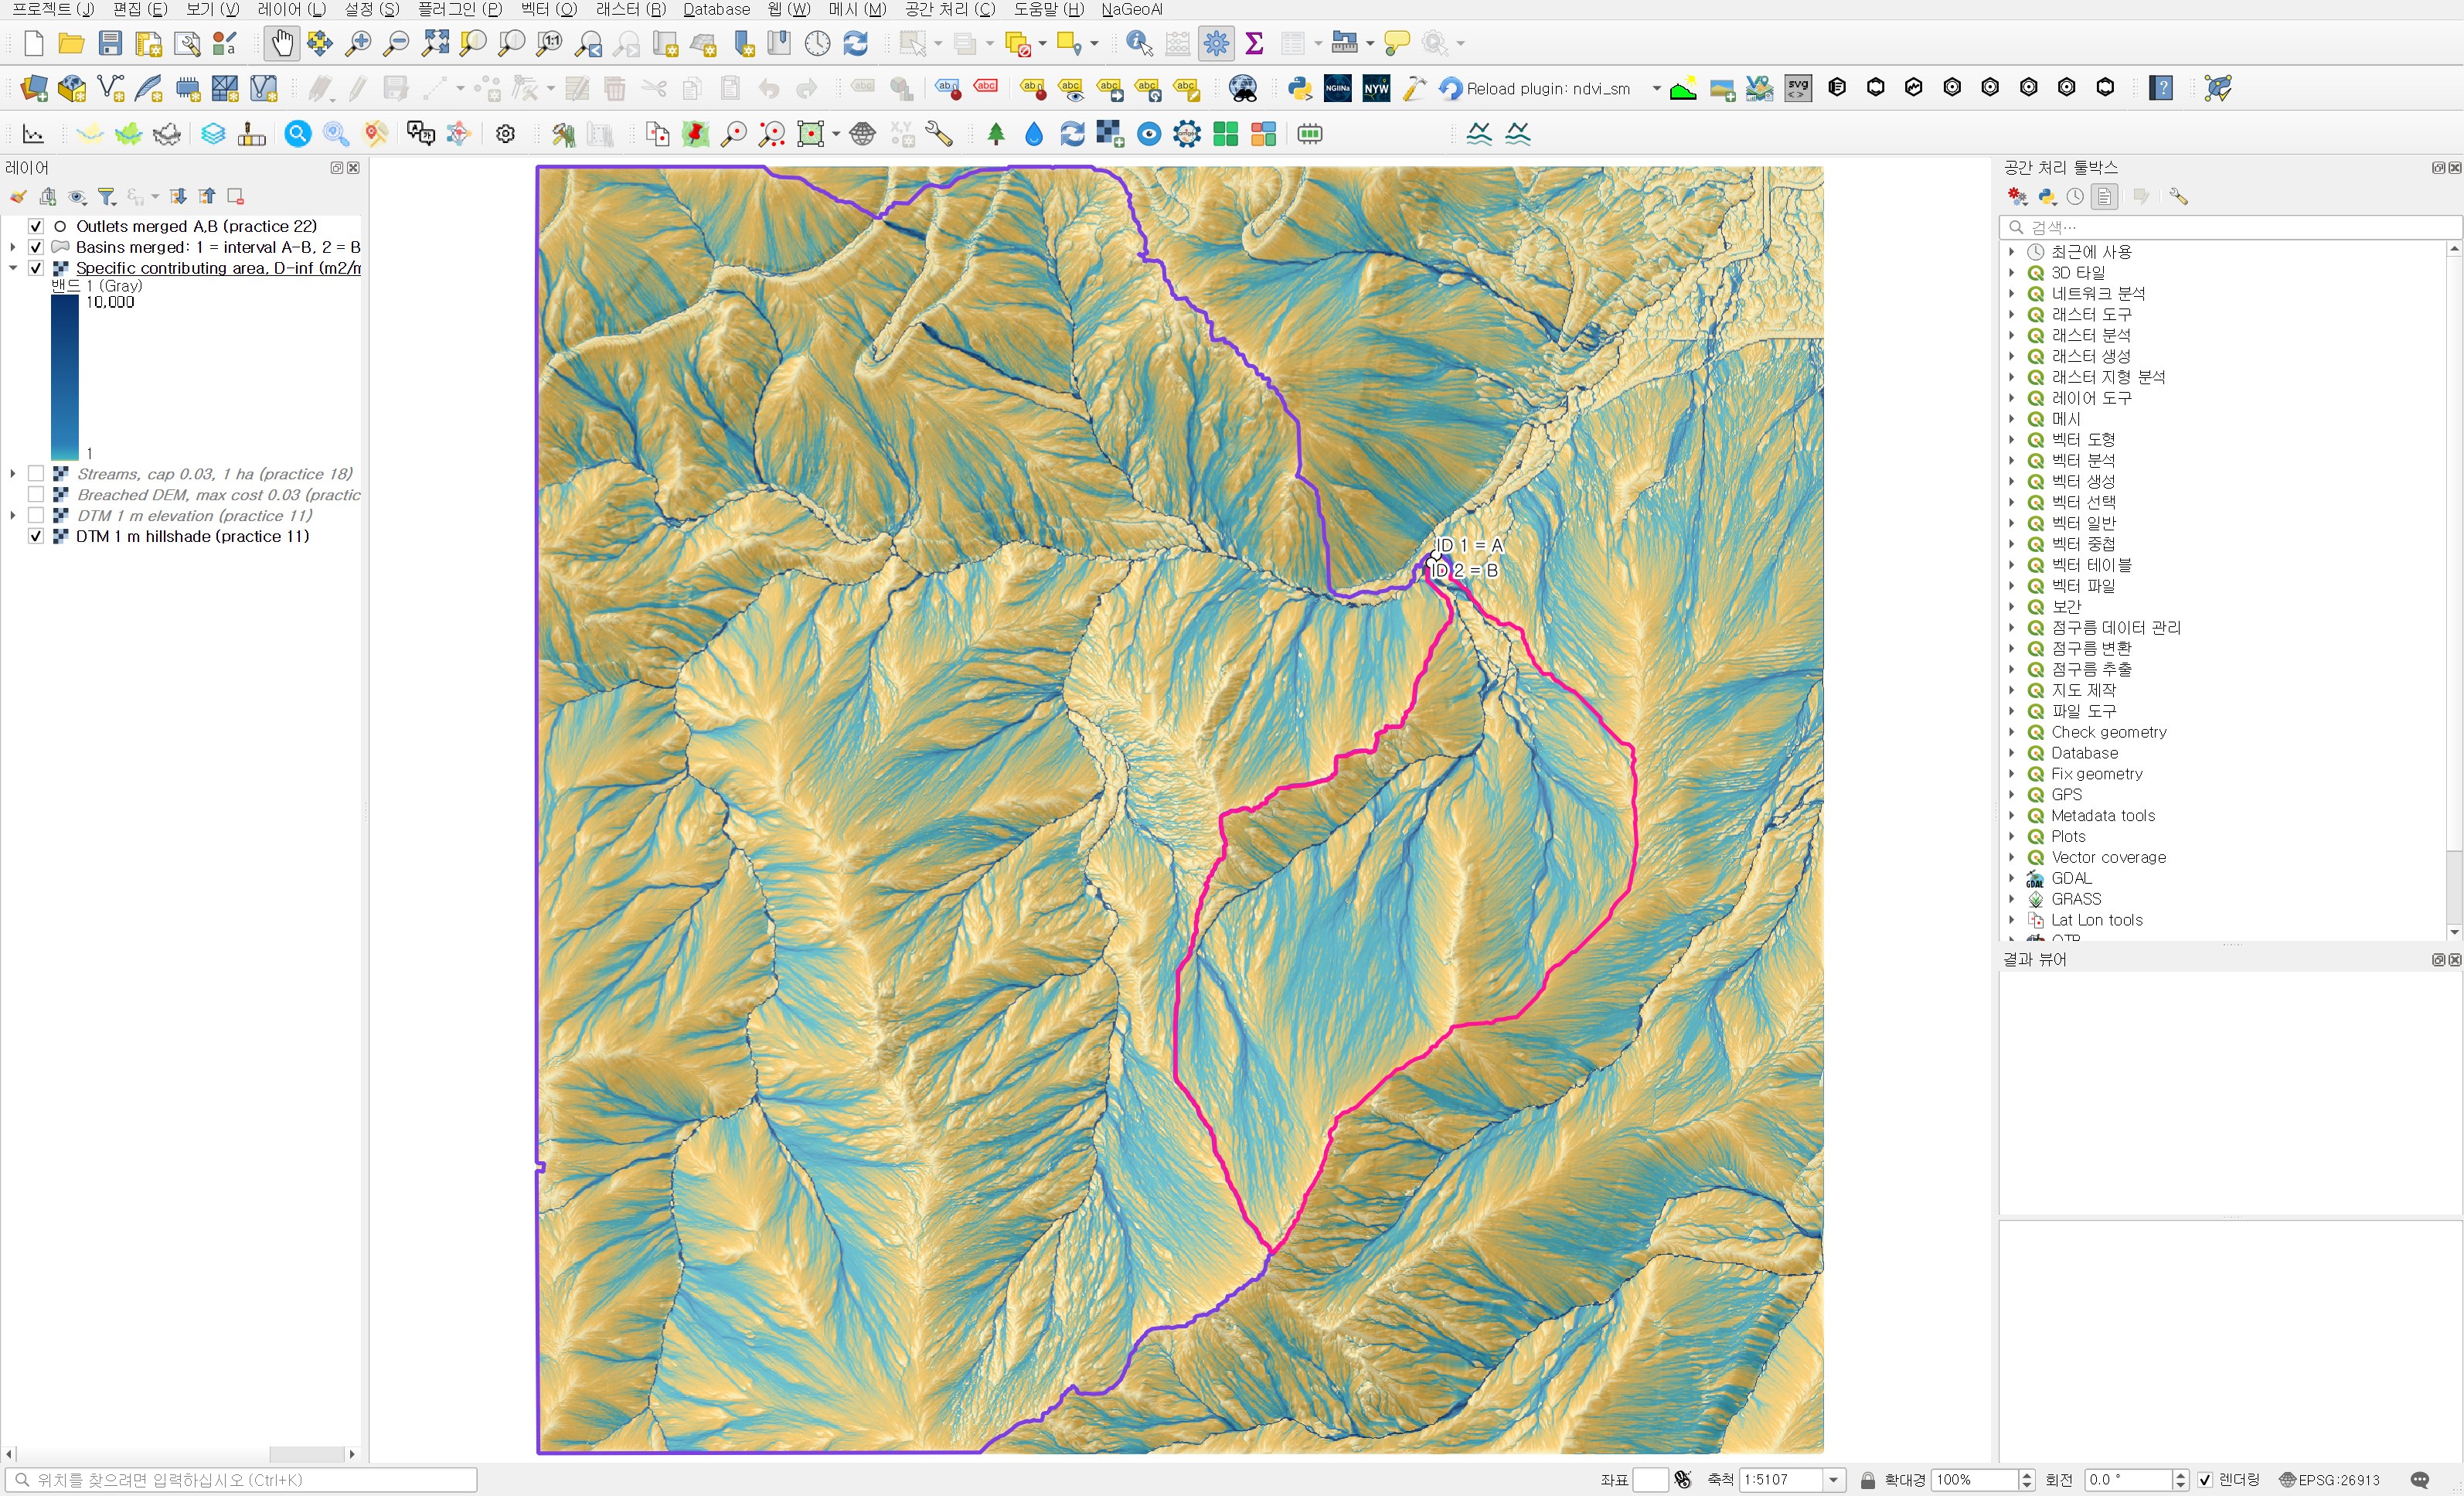 프로젝트 (J) 편집 (E) 보기 (V) 레이어 (L) 설정 (S) 플러그인 (P) 벡터 (O) 래스터 (R) Database 웹 (W) 메시 (M) 공간 처리 (C) 도움말 (H) NaGeoAI
Reload plugin: ndvi_sm
레이어
Outlets merged A,B (practice 22)
Basins merged: 1 = interval A-B, 2 = B
Specific contributing area, D-inf (m2/m
밴드 1 (Gray)
10,000
1
Streams, cap 0.03, 1 ha (practice 18)
Breached DEM, max cost 0.03 (practic
DTM 1 m elevation (practice 11)
DTM 1 m hillshade (practice 11)
ID 1 = A
ID 2 = B
공간 처리 툴박스
검색…
최근에 사용
3D 타일
네트워크 분석
래스터 도구
래스터 분석
래스터 생성
래스터 지형 분석
레이어 도구
메시
벡터 도형
벡터 분석
벡터 생성
벡터 선택
벡터 일반
벡터 중첩
벡터 테이블
벡터 파일
보간
점구름 데이터 관리
점구름 변환
점구름 추출
지도 제작
파일 도구
Check geometry
Database
Fix geometry
GPS
Metadata tools
Plots
Vector coverage
GDAL
GRASS
Lat Lon tools
OTB
결과 뷰어
위치를 찾으려면 입력하십시오 (Ctrl+K)
좌표 축척 1:5107 확대경 100% 회전 0.0 ° 렌더링 EPSG:26913